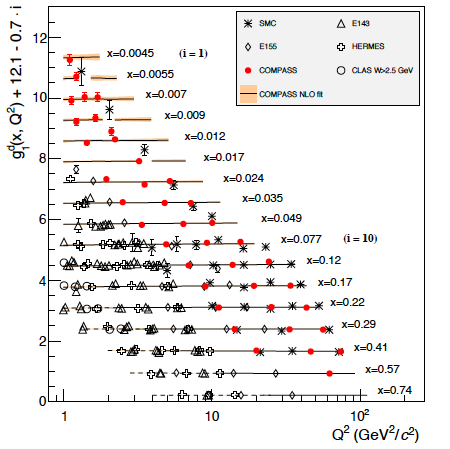 SMC
E143
E155
HERMES
COMPASS
CLAS W>2.5 GeV
COMPASS NLO fit
g₁ᵈ(x, Q²) + 12.1 - 0.7 · i
12
10
8
6
4
2
0
x=0.0045 (i = 1)
x=0.0055
x=0.007
x=0.009
x=0.012
x=0.017
x=0.024
x=0.035
x=0.049
x=0.077 (i = 10)
x=0.12
x=0.17
x=0.22
x=0.29
x=0.41
x=0.57
x=0.74
1
10
10²
Q² (GeV²/c²)